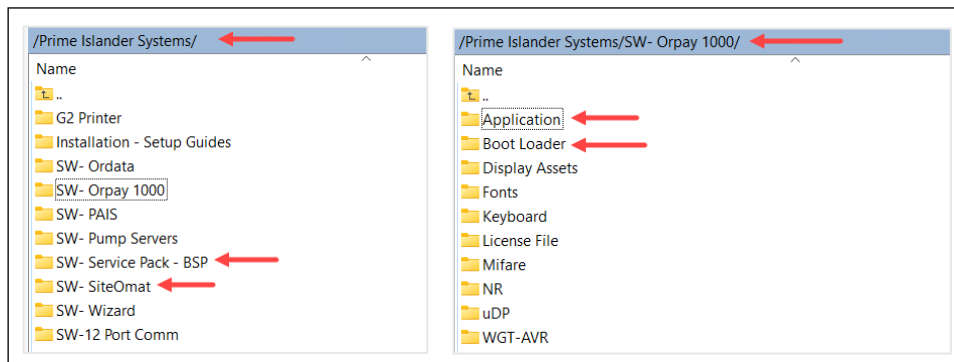 /Prime Islander Systems/
Name
..
G2 Printer
Installation - Setup Guides
SW- Ordata
SW- Orpay 1000
SW- PAIS
SW- Pump Servers
SW- Service Pack - BSP
SW- SiteOmat
SW- Wizard
SW-12 Port Comm
/Prime Islander Systems/SW- Orpay 1000/
Name
..
Application
Boot Loader
Display Assets
Fonts
Keyboard
License File
Mifare
NR
uDP
WGT-AVR